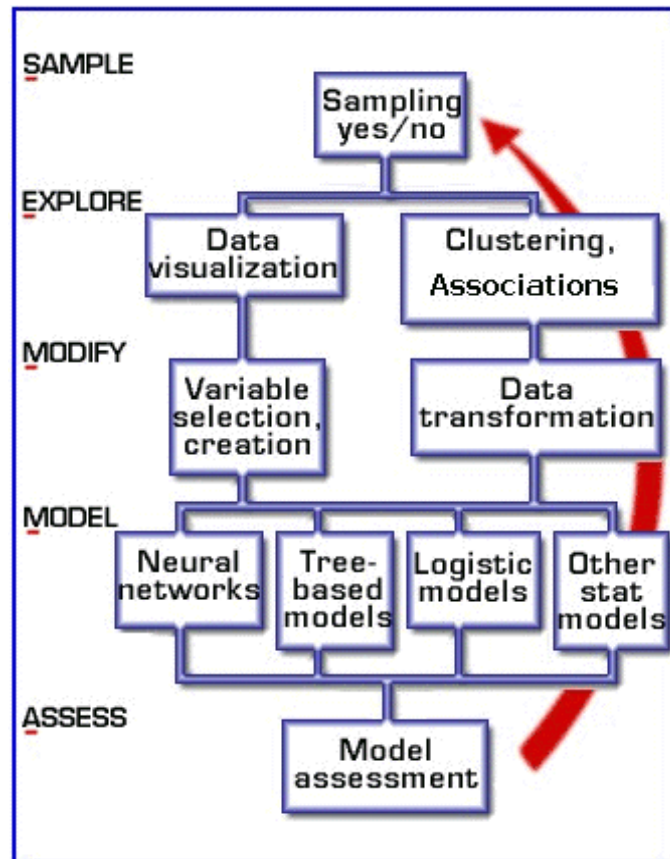 SAMPLE
Sampling
yes/no
EXPLORE
Data
visualization
Clustering,
Associations
MODIFY
Variable
selection,
creation
Data
transformation
MODEL
Neural
networks
Tree-
based
models
Logistic
models
Other
stat
models
ASSESS
Model
assessment